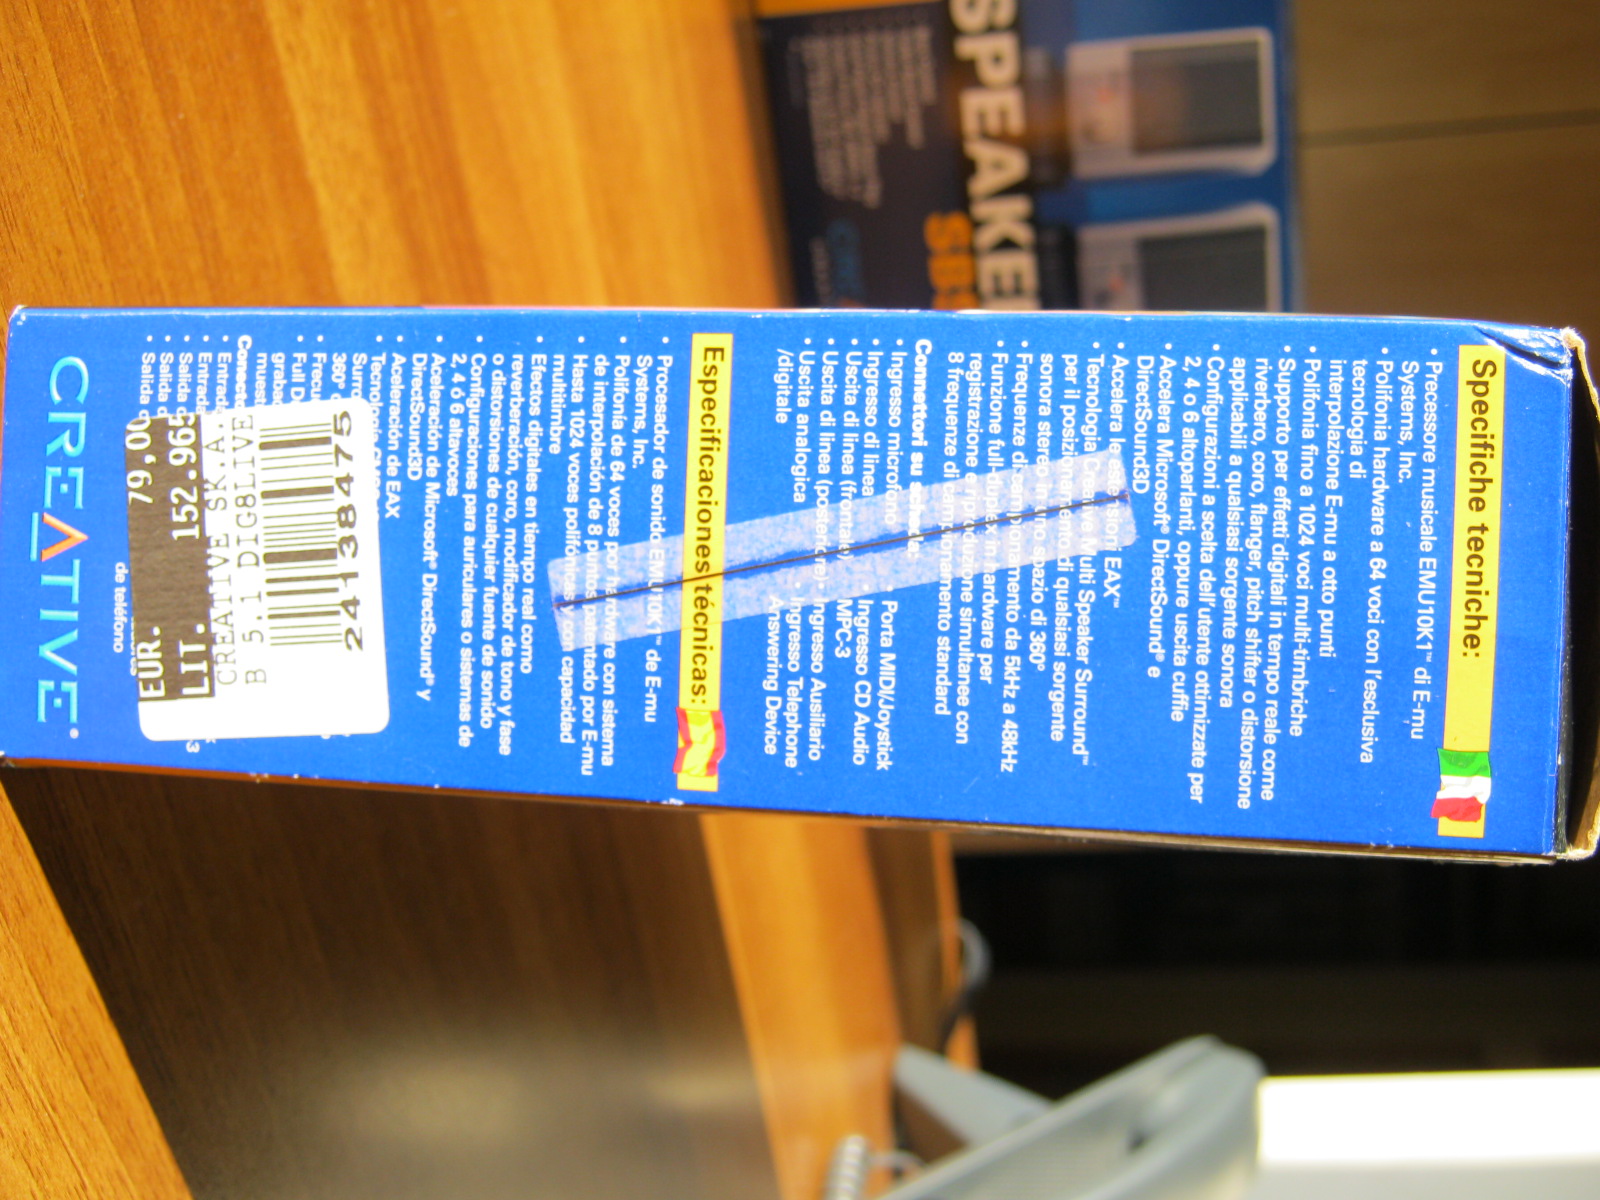 Specifiche tecniche:
• Precessore musicale EMU10K1™ di E-mu
Systems, Inc.
• Polifonia hardware a 64 voci con l'esclusiva
tecnologia di
interpolazione E-mu a otto punti
• Polifonia fino a 1024 voci multi-timbriche
• Supporto per effetti digitali in tempo reale come
riverbero, coro, flanger, pitch shifter o distorsione
applicabili a qualsiasi sorgente sonora
• Configurazioni a scelta dell'utente ottimizzate per
2, 4 o 6 altoparlanti, oppure uscita cuffie
• Accelera Microsoft® DirectSound® e
DirectSound3D
• Accelera le estensioni EAX™
• Tecnologia Creative Multi Speaker Surround™
per il posizionamento di qualsiasi sorgente
sonora stereo in uno spazio di 360°
• Frequenze di campionamento da 5kHz a 48kHz
• Funzione full-duplex in hardware per
registrazione e riproduzione simultanee con
8 frequenze di campionamento standard
Connettori su scheda:
• Ingresso microfono
• Ingresso di linea
• Uscita di linea (frontale)
• Uscita di linea (posteriore)
• Uscita analogica
/digitale
• Porta MIDI/Joystick
• Ingresso CD Audio
MPC-3
• Ingresso Ausiliario
• Ingresso Telephone
Answering Device
Especificaciones técnicas:
• Procesador de sonido EMU10K1™ de E-mu
Systems, Inc.
• Polifonía de 64 voces por hardware con sistema
de interpolación de 8 puntos patentado por E-mu
• Hasta 1024 voces polifónicas con capacidad
multitimbre
• Efectos digitales en tiempo real como
reverberación, coro, modificador de tono y fase
o distorsiones de cualquier fuente de sonido
• Configuraciones para auriculares o sistemas de
2, 4 ó 6 altavoces
• Aceleración de Microsoft® DirectSound® y
DirectSound3D
• Aceleración de EAX
• Tecnología
360°
• Full D
• Salida
• Salida
de teléfono
241384475
B 5.1 DIG8LIVE
CREATIVE SK.A.
LIT. 152.965
EUR. 79,00
CREATIVE®
SPEAKE
SBS